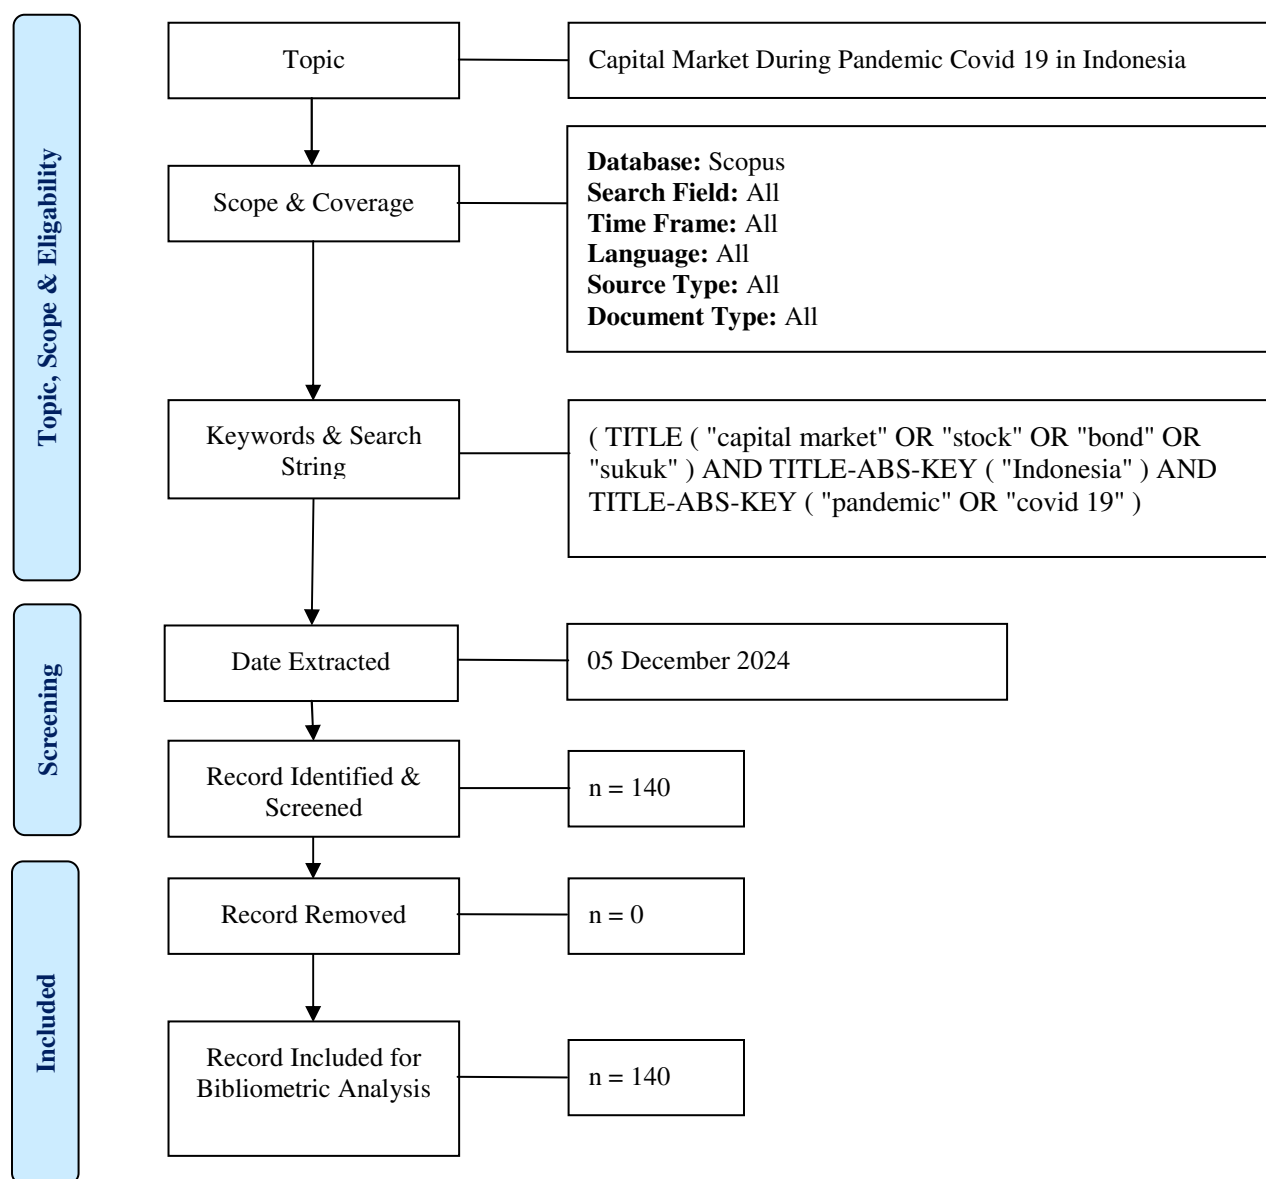 Topic, Scope & Eligability
Topic
Capital Market During Pandemic Covid 19 in Indonesia
Scope & Coverage
Database: Scopus
Search Field: All
Time Frame: All
Language: All
Source Type: All
Document Type: All
Keywords & Search
String
( TITLE ( "capital market" OR "stock" OR "bond" OR
"sukuk" ) AND TITLE-ABS-KEY ( "Indonesia" ) AND
TITLE-ABS-KEY ( "pandemic" OR "covid 19" )
Screening
Date Extracted
05 December 2024
Record Identified &
Screened
n = 140
Included
Record Removed
n = 0
Record Included for
Bibliometric Analysis
n = 140